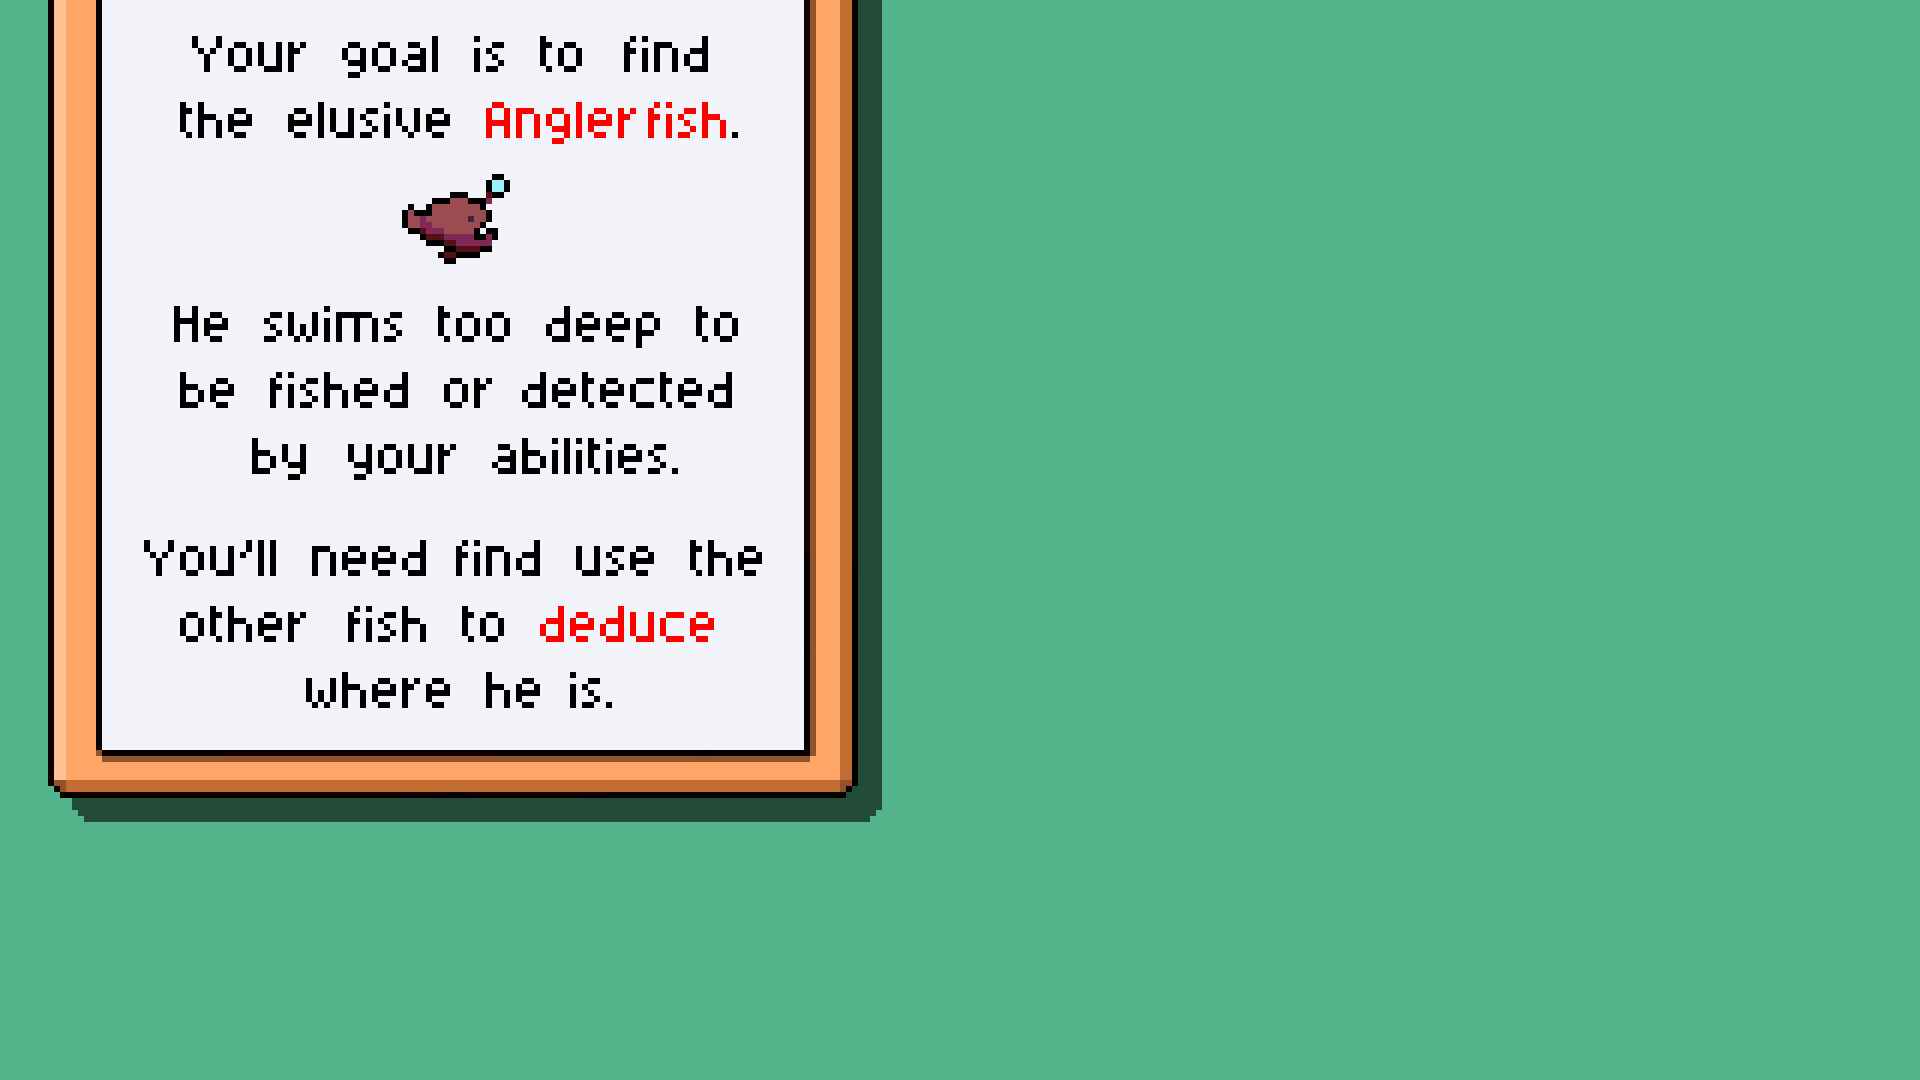 Your goal is to find
the elusive Anglerfish.
He swims too deep to
be fished or detected
by your abilities.
You'll need find use the
other fish to deduce
where he is.